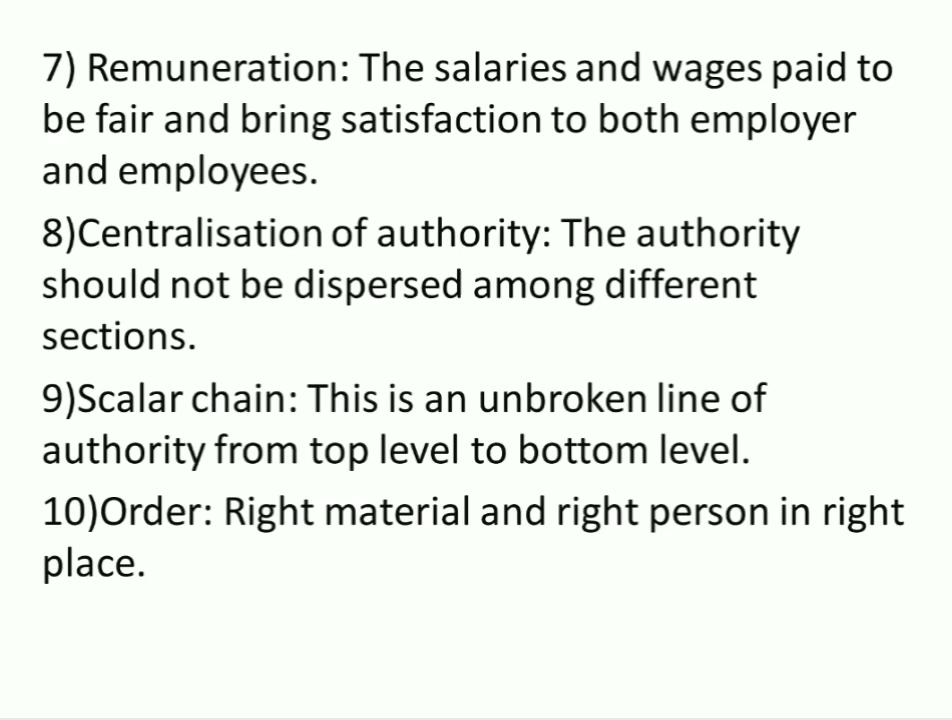 7) Remuneration: The salaries and wages paid to
be fair and bring satisfaction to both employer
and employees.
8)Centralisation of authority: The authority
should not be dispersed among different
sections.
9)Scalar chain: This is an unbroken line of
authority from top level to bottom level.
10)Order: Right material and right person in right
place.